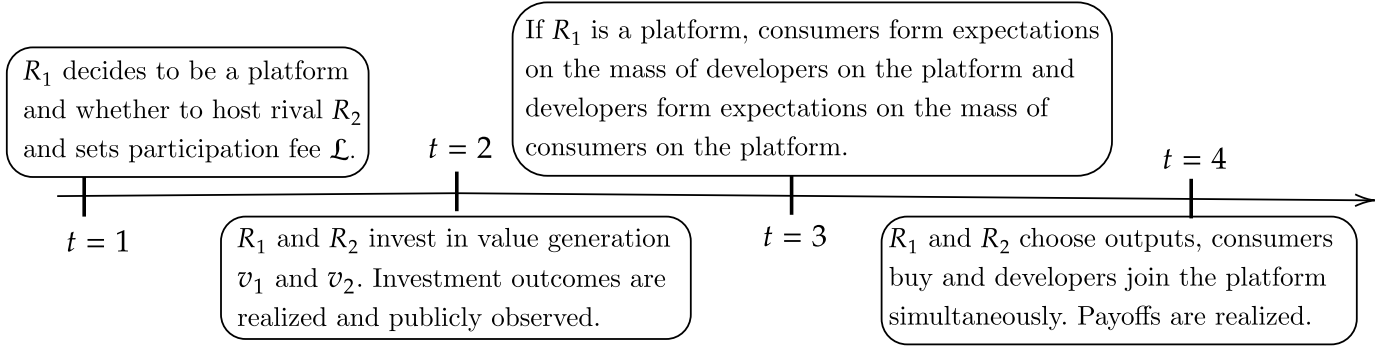 R₁ decides to be a platform
and whether to host rival R₂
and sets participation fee ℒ.
t = 1
t = 2
R₁ and R₂ invest in value generation
v₁ and v₂. Investment outcomes are
realized and publicly observed.
If R₁ is a platform, consumers form expectations
on the mass of developers on the platform and
developers form expectations on the mass of
consumers on the platform.
t = 3
t = 4
R₁ and R₂ choose outputs, consumers
buy and developers join the platform
simultaneously. Payoffs are realized.